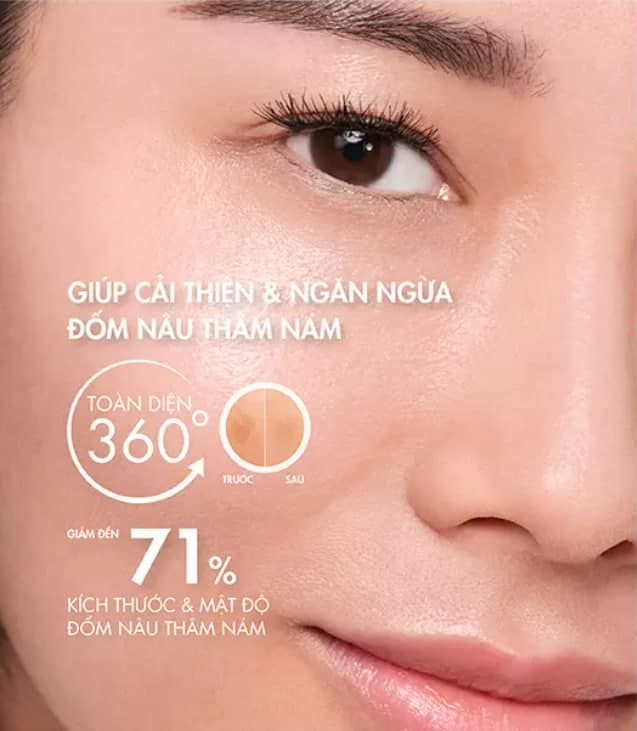 GIÚP CẢI THIỆN & NGĂN NGỪA
ĐỐM NÂU THÂM NÁM
TOÀN DIỆN
360°
TRƯỚC SAU
GIẢM ĐẾN 71%
KÍCH THƯỚC & MẬT ĐỘ
ĐỐM NÂU THÂM NÁM